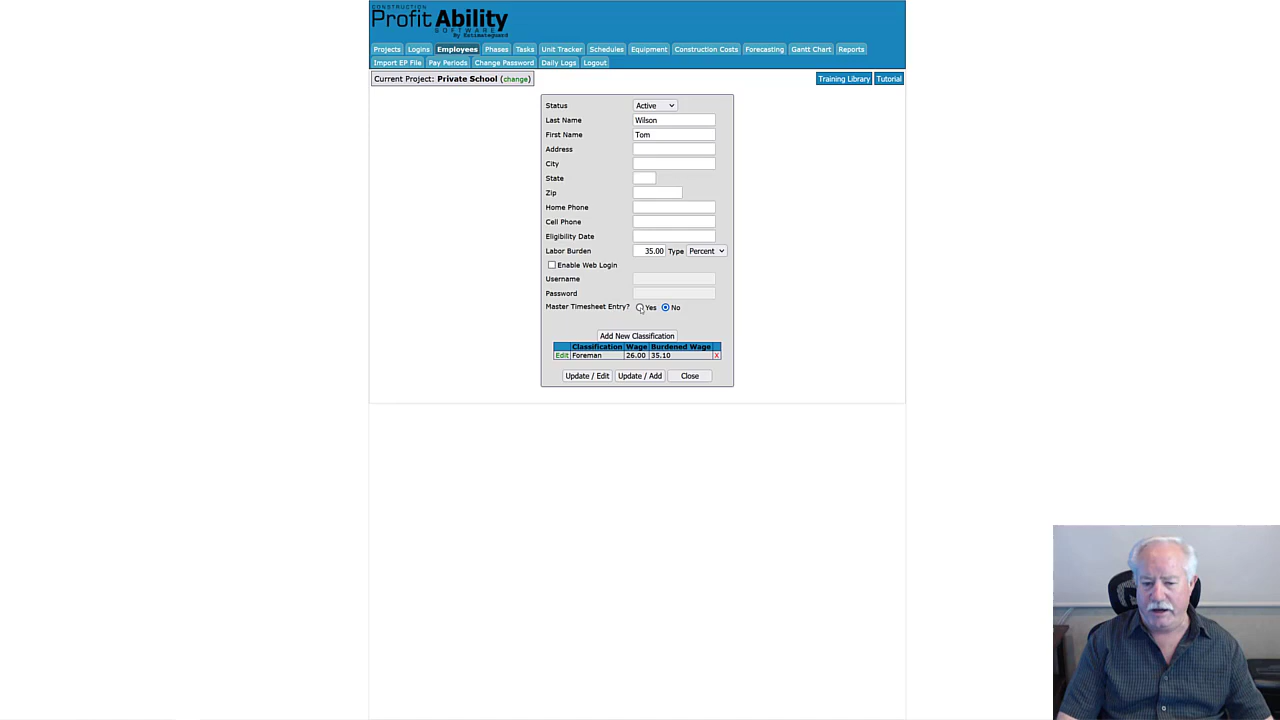 CONSTRUCTION
Profit Ability
SOFTWARE
By Estimateguard
Projects Logins Employees Phases Tasks Unit Tracker Schedules Equipment Construction Costs Forecasting Gantt Chart Reports
Import EP File Pay Periods Change Password Daily Logs Logout
Current Project: Private School (change) Training Library Tutorial
Status Active
Last Name Wilson
First Name Tom
Address
City
State
Zip
Home Phone
Cell Phone
Eligibility Date
Labor Burden 35.00 Type Percent
Enable Web Login
Username
Password
Master Timesheet Entry? Yes No
Add New Classification
Classification Wage Burdened Wage
Edit Foreman 26.00 35.10 X
Update / Edit Update / Add Close